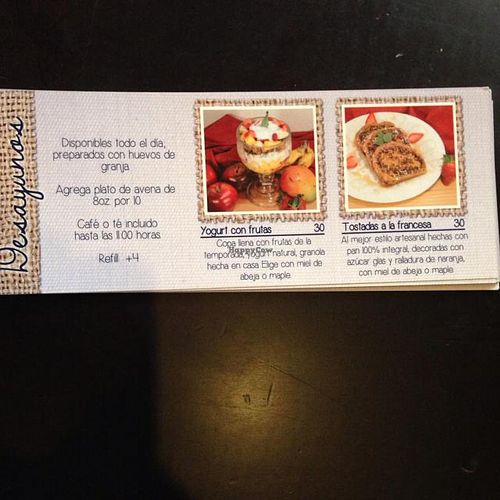 Desayunos
Disponibles todo el día,
preparados con huevos de
granja
Agrega plato de avena de
8oz por 10
Café o té incluido
hasta las 11:00 horas
Refill +4
Yogurt con frutas 30
Copa llena con frutas de la
temporada, yogurt natural, granola
hecha en casa Elige con miel de
abeja o maple.
HappyCow
Tostadas a la francesa 30
Al mejor estilo artesanal hechas con
pan 100% integral, decoradas con
azúcar glas y ralladura de naranja,
con miel de abeja o maple.